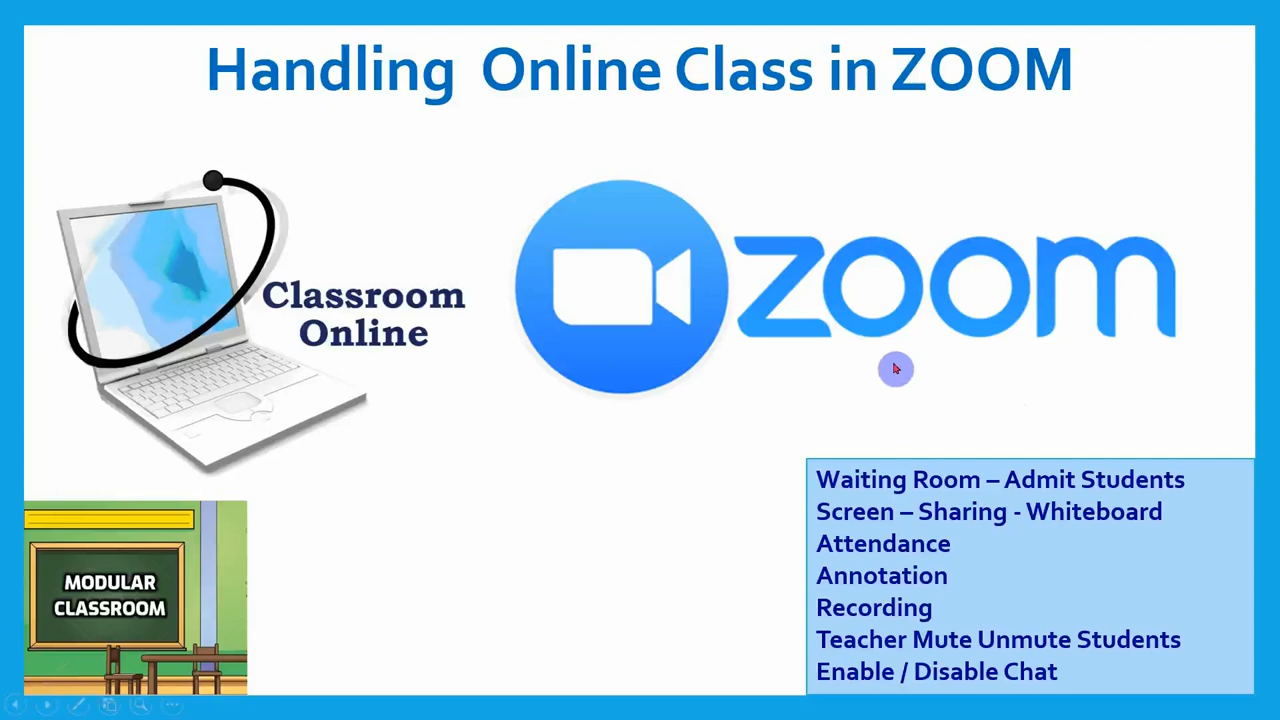 Handling Online Class in ZOOM
Classroom
Online
zoom
MODULAR
CLASSROOM
Waiting Room – Admit Students
Screen – Sharing - Whiteboard
Attendance
Annotation
Recording
Teacher Mute Unmute Students
Enable / Disable Chat